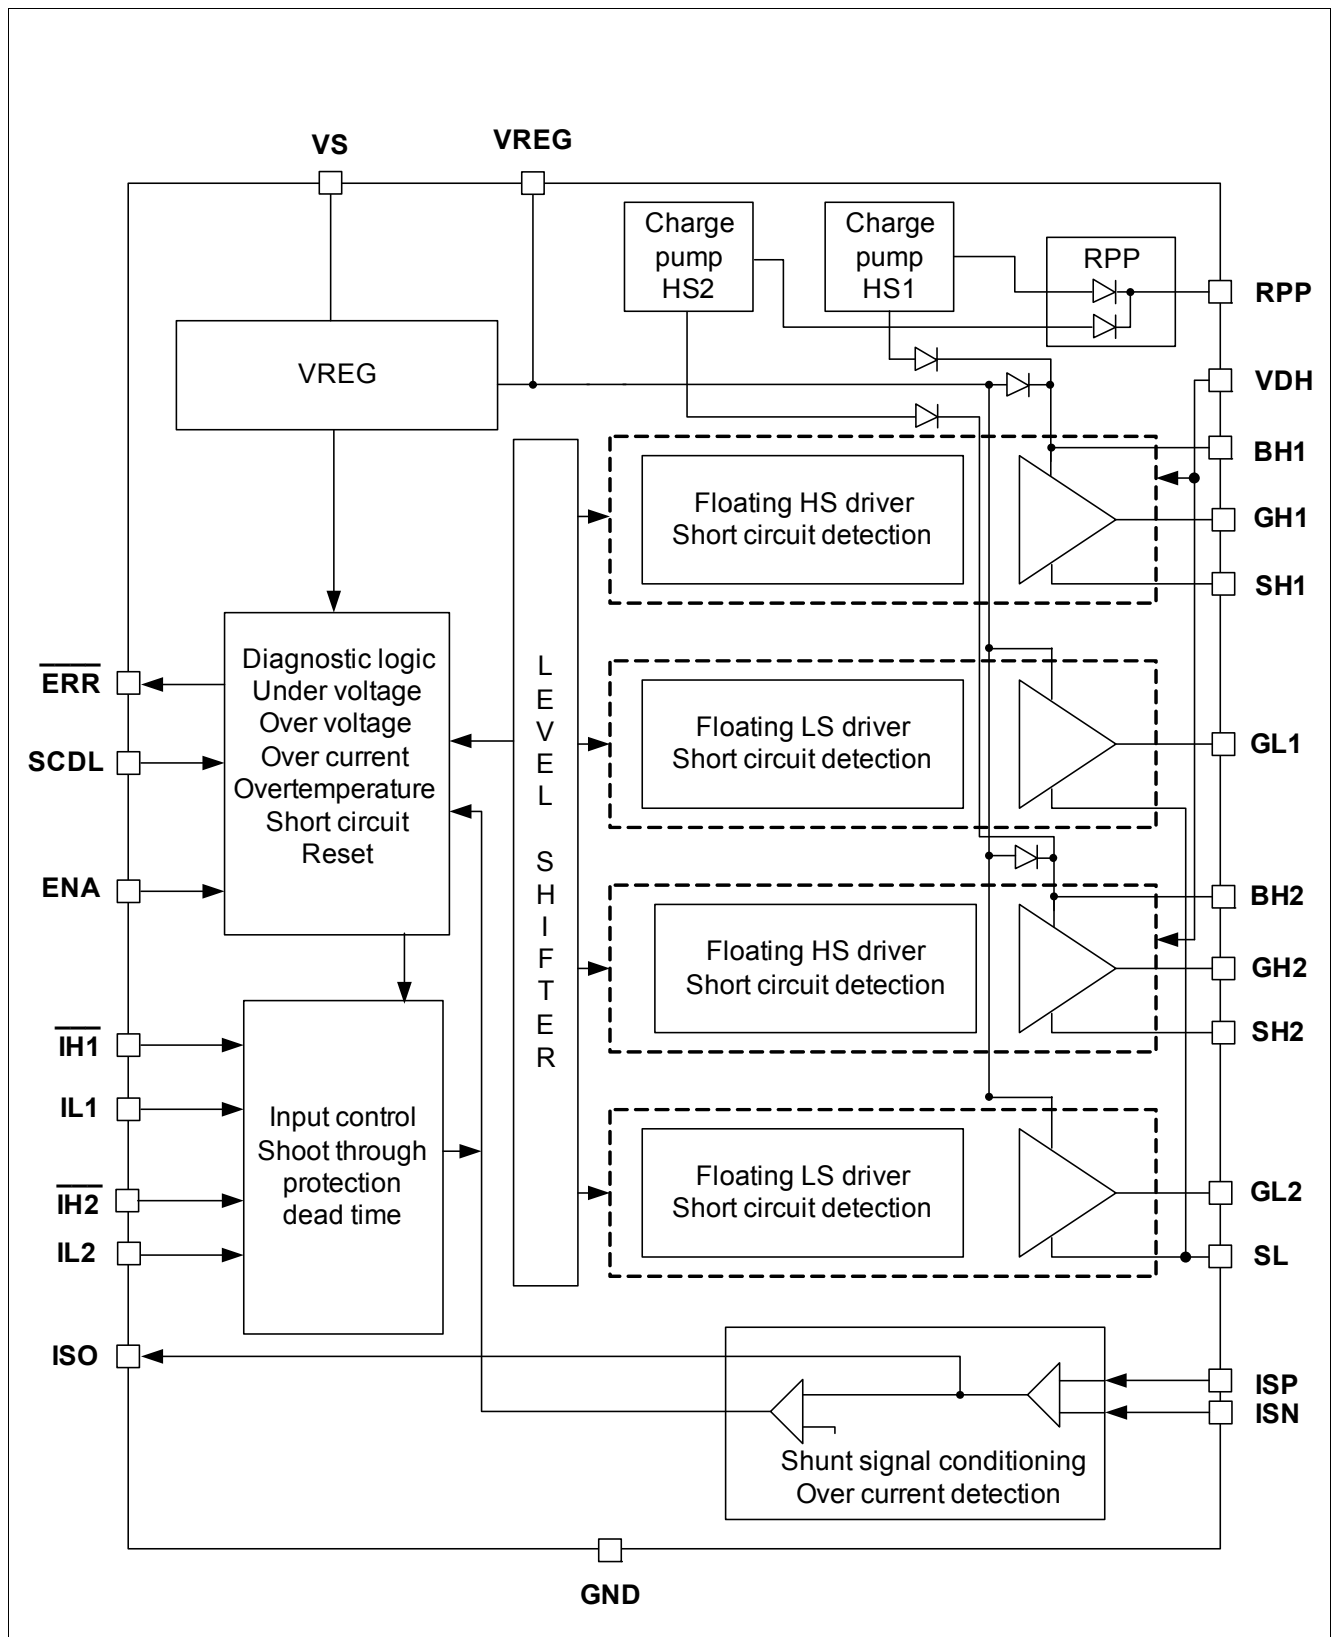 VS
VREG
Charge
pump
HS2
Charge
pump
HS1
RPP
RPP
VREG
VDH
BH1
Floating HS driver
Short circuit detection
GH1
SH1
Diagnostic logic
Under voltage
Over voltage
Over current
Overtemperature
Short circuit
Reset
ERR
SCDL
ENA
LEVEL SHIFTER
Floating LS driver
Short circuit detection
GL1
BH2
Floating HS driver
Short circuit detection
GH2
SH2
IH1
IL1
IH2
IL2
Input control
Shoot through
protection
dead time
Floating LS driver
Short circuit detection
GL2
SL
ISO
ISP
ISN
Shunt signal conditioning
Over current detection
GND